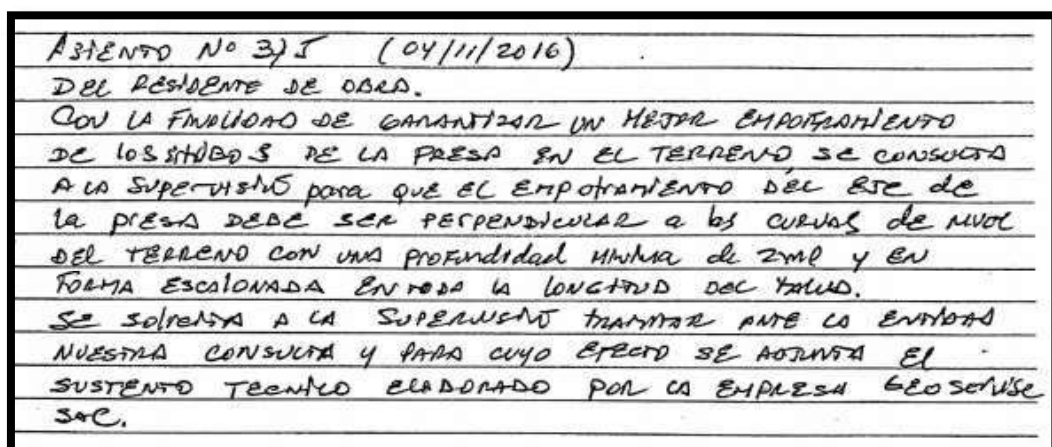 ASIENTO Nº 315 (04/11/2016)
DEL RESIDENTE DE OBRA.
CON LA FINALIDAD DE GARANTIZAR UN MEJOR EMPOTRAMIENTO
DE LOS ESTRIBOS DE LA PRESA EN EL TERRENO SE CONSULTA
A LA SUPERVISIÓN para QUE EL EMPOTRAMIENTO DEL EJE de
la PRESA DEBE SER PERPENDICULAR a las CURVAS de NIVEL
DEL TERRENO CON UNA PROFUNDIDAD MINIMA de 2ml y EN
FORMA ESCALONADA EN TODA LA LONGITUD DEL TALUD.
SE SOLICITA A LA SUPERVISIÓN TRAMITAR ANTE LA ENTIDAD
NUESTRA CONSULTA Y PARA CUYO EFECTO SE ADJUNTA El
SUSTENTO TECNICO ELABORADO POR LA EMPRESA GEOSERVISE
SAC.